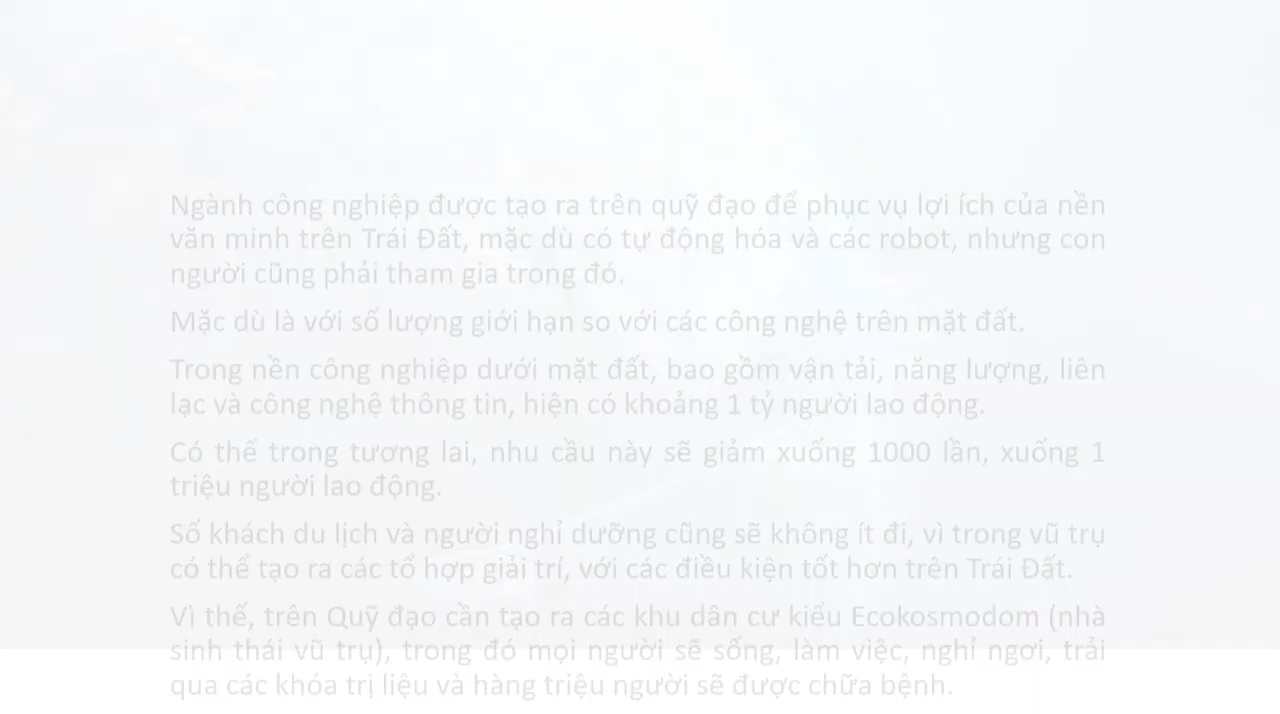 Ngành công nghiệp được tạo ra trên quỹ đạo để phục vụ lợi ích của nền
văn minh trên Trái Đất, mặc dù có tự động hóa và các robot, nhưng con
người cũng phải tham gia trong đó.
Mặc dù là với số lượng giới hạn so với các công nghệ trên mặt đất.
Trong nền công nghiệp dưới mặt đất, bao gồm vận tải, năng lượng, liên
lạc và công nghệ thông tin, hiện có khoảng 1 tỷ người lao động.
Có thể trong tương lai, nhu cầu này sẽ giảm xuống 1000 lần, xuống 1
triệu người lao động.
Số khách du lịch và người nghỉ dưỡng cũng sẽ không ít đi, vì trong vũ trụ
có thể tạo ra các tổ hợp giải trí, với các điều kiện tốt hơn trên Trái Đất.
Vì thế, trên Quỹ đạo cần tạo ra các khu dân cư kiểu Ecokosmodom (nhà
sinh thái vũ trụ), trong đó mọi người sẽ sống, làm việc, nghỉ ngơi, trải
qua các khóa trị liệu và hàng triệu người sẽ được chữa bệnh.